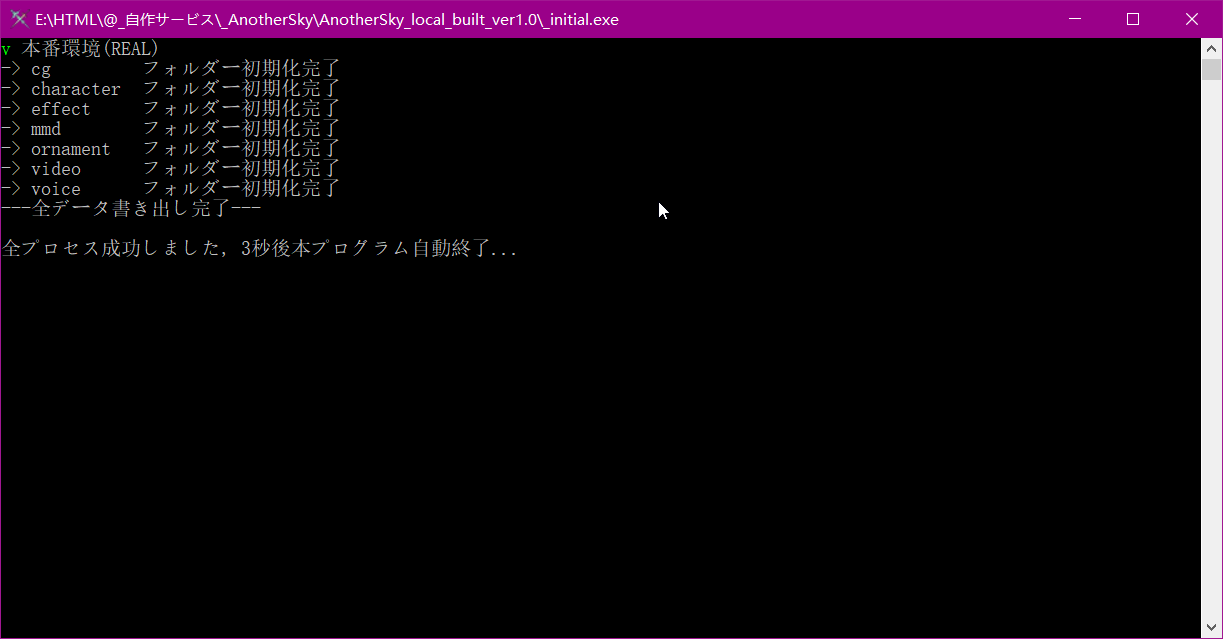 E:\HTML\@_自作サービス\_AnotherSky\AnotherSky_local_built_ver1.0\_initial.exe
v 本番環境(REAL)
-> cg フォルダー初期化完了
-> character フォルダー初期化完了
-> effect フォルダー初期化完了
-> mmd フォルダー初期化完了
-> ornament フォルダー初期化完了
-> video フォルダー初期化完了
-> voice フォルダー初期化完了
---全データ書き出し完了---
全プロセス成功しました, 3秒後本プログラム自動終了...